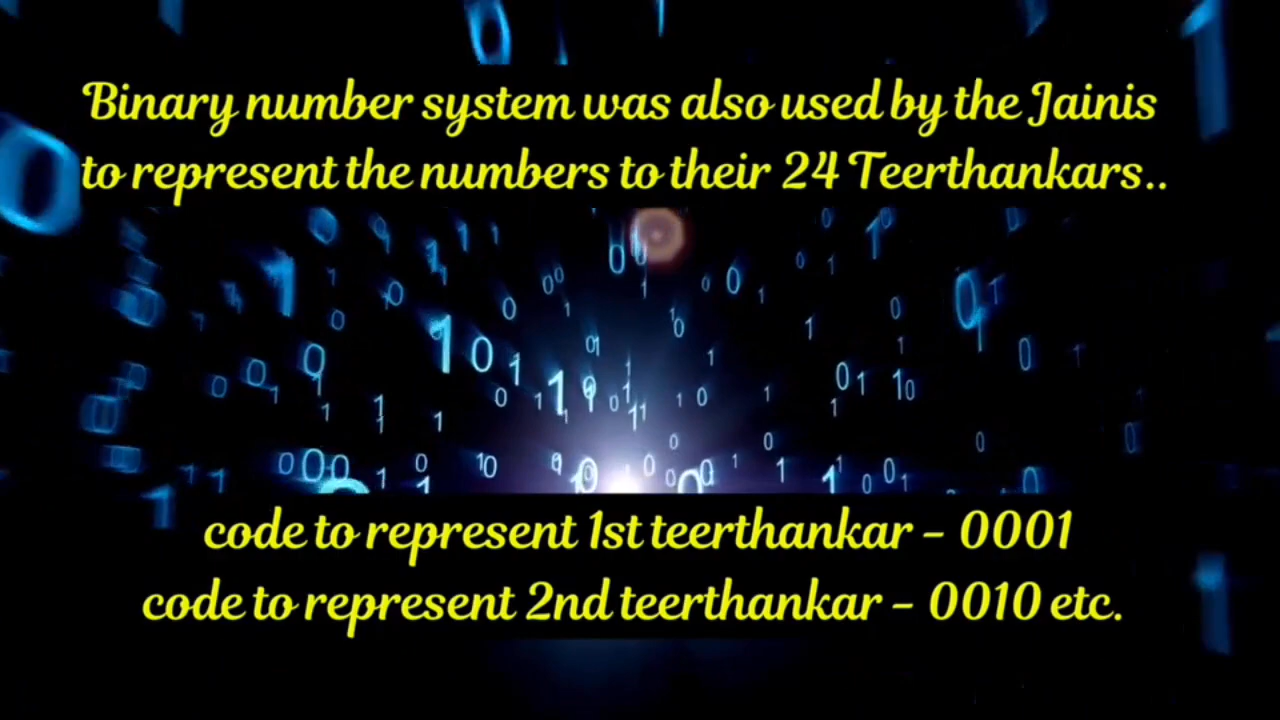 Binary number system was also used by the Jainis
to represent the numbers to their 24 Teerthankars..
code to represent 1st teerthankar - 0001
code to represent 2nd teerthankar - 0010 etc.